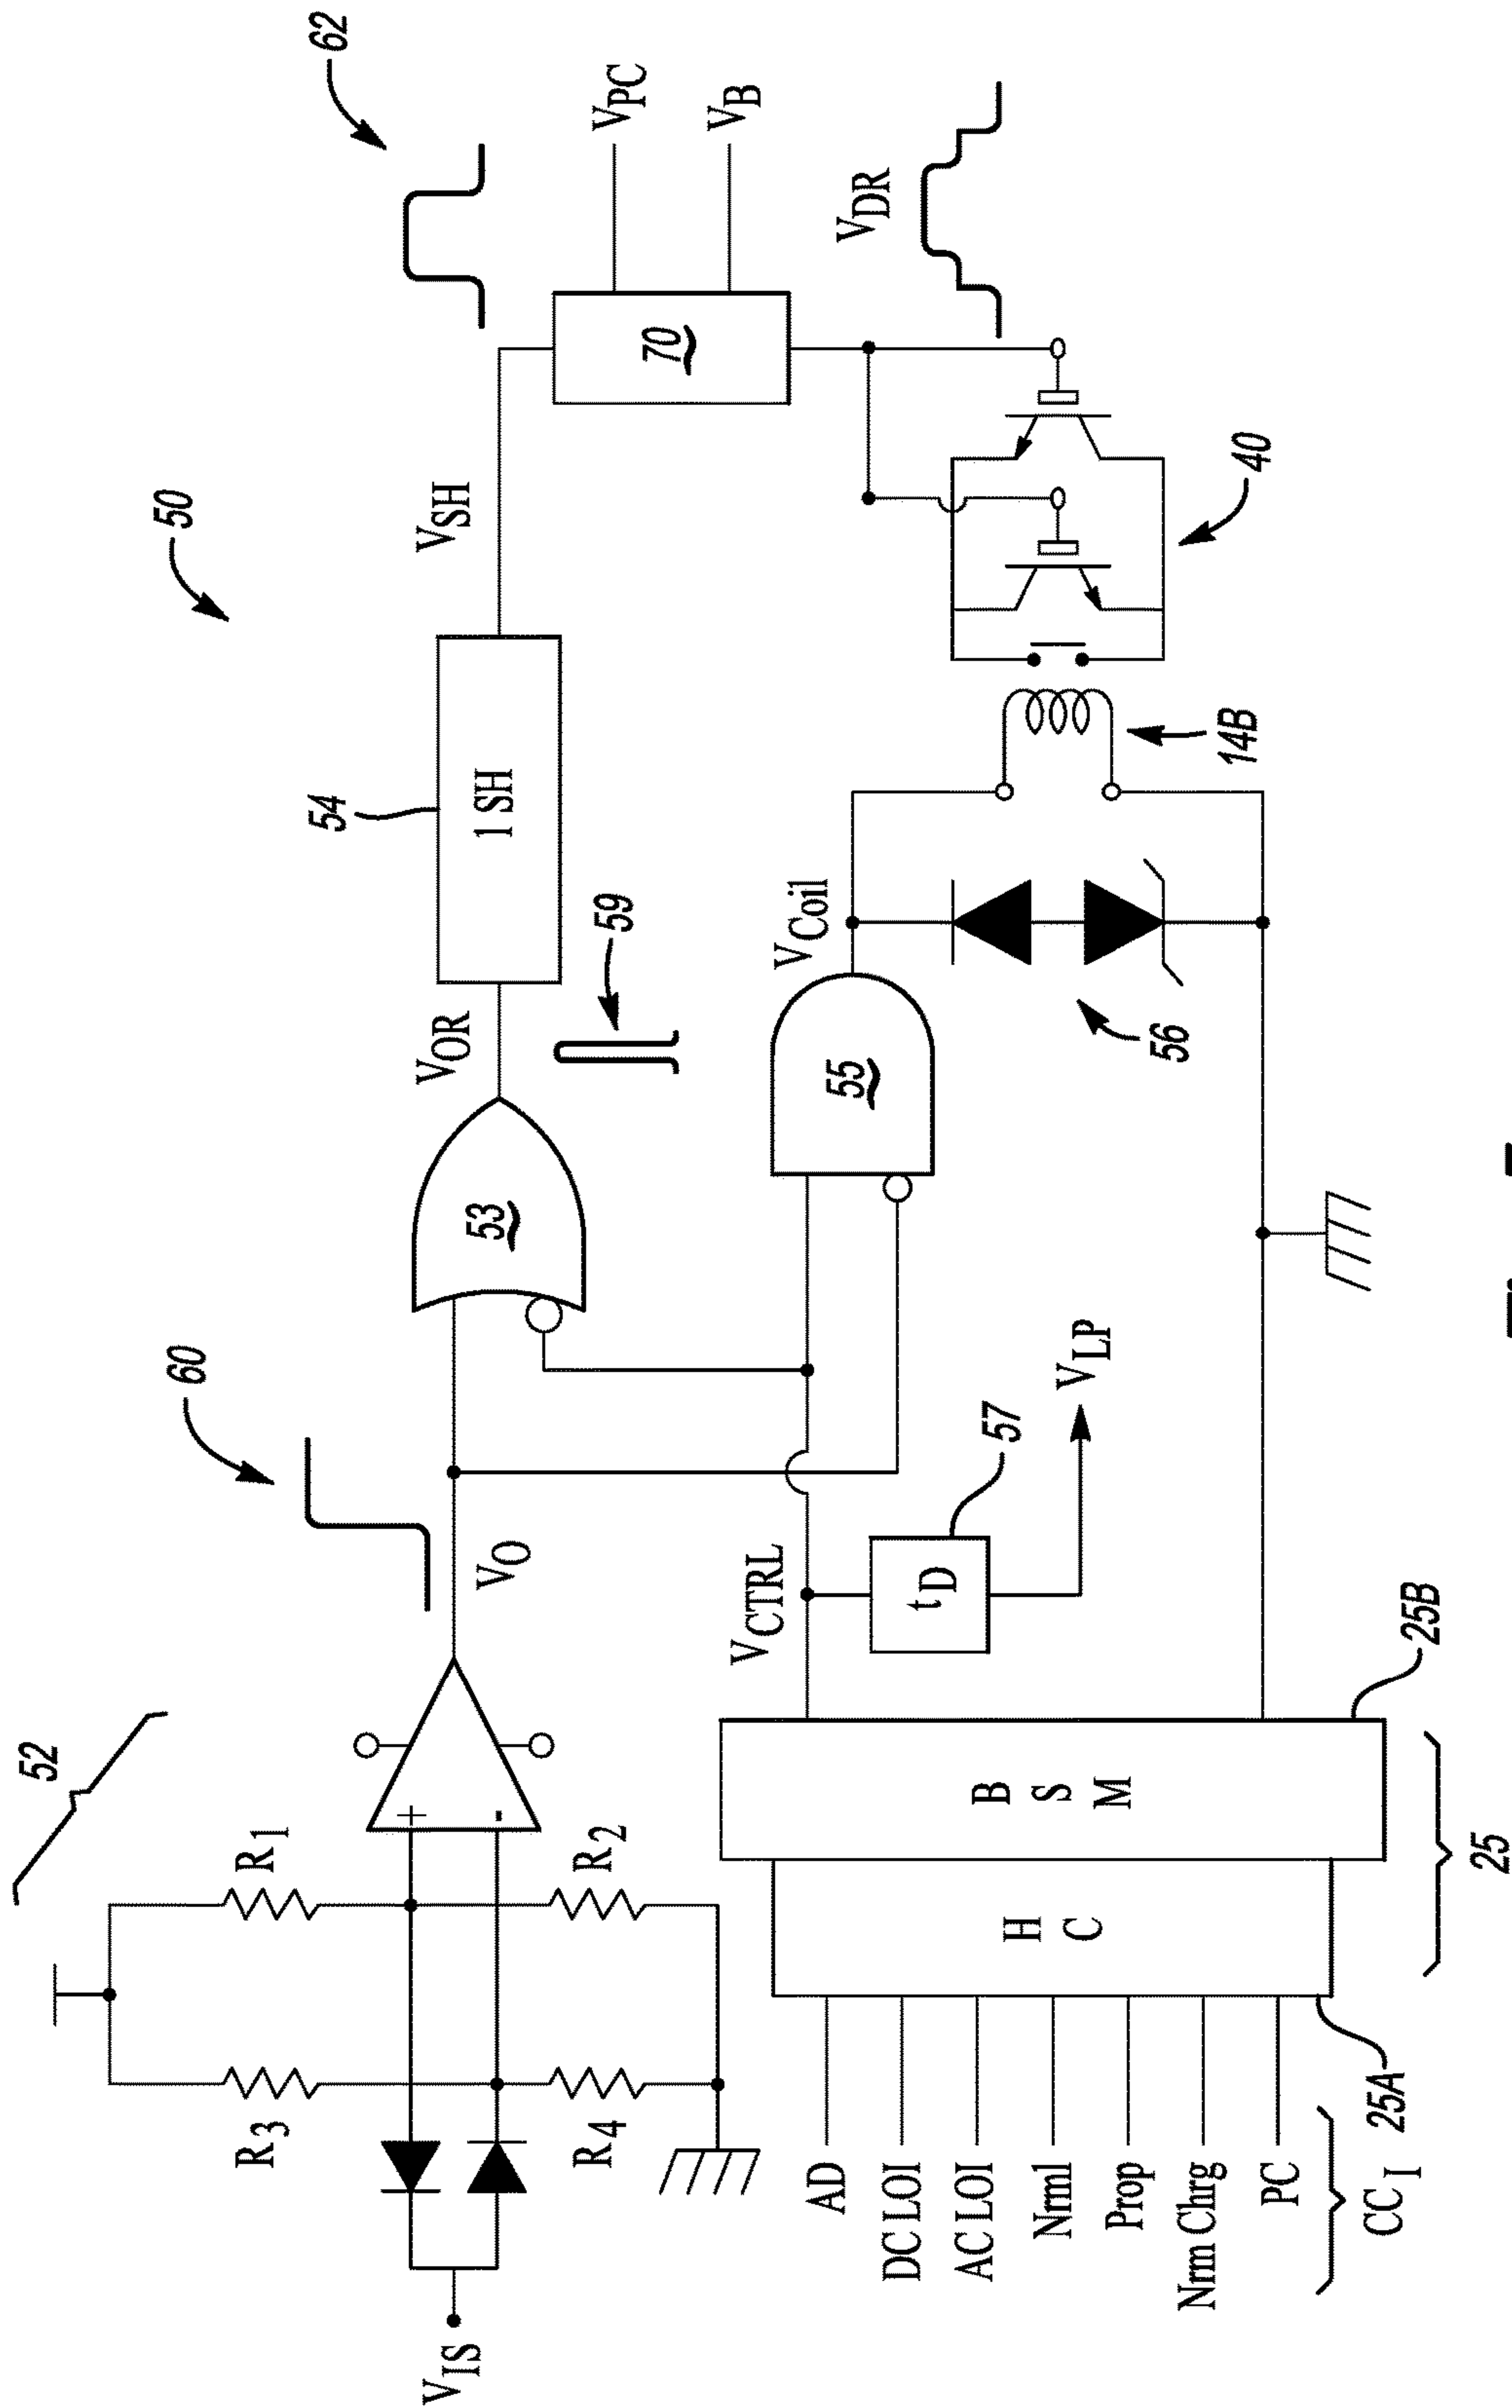 52
60
50
62
R1
R3
R2
R4
+
-
VIS
VO
53
VOR
59
54
1 SH
VSH
70
VPC
VB
VDR
40
14B
VCoil
55
56
VCTRL
tD
57
VLP
B
S
M
H
C
25B
25
25A
AD
DC LOI
AC LOI
Nrml
Prop
Nrm Chrg
PC
CCI